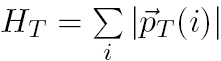 $H_T = \sum_i |\vec{p}_T(i)|$